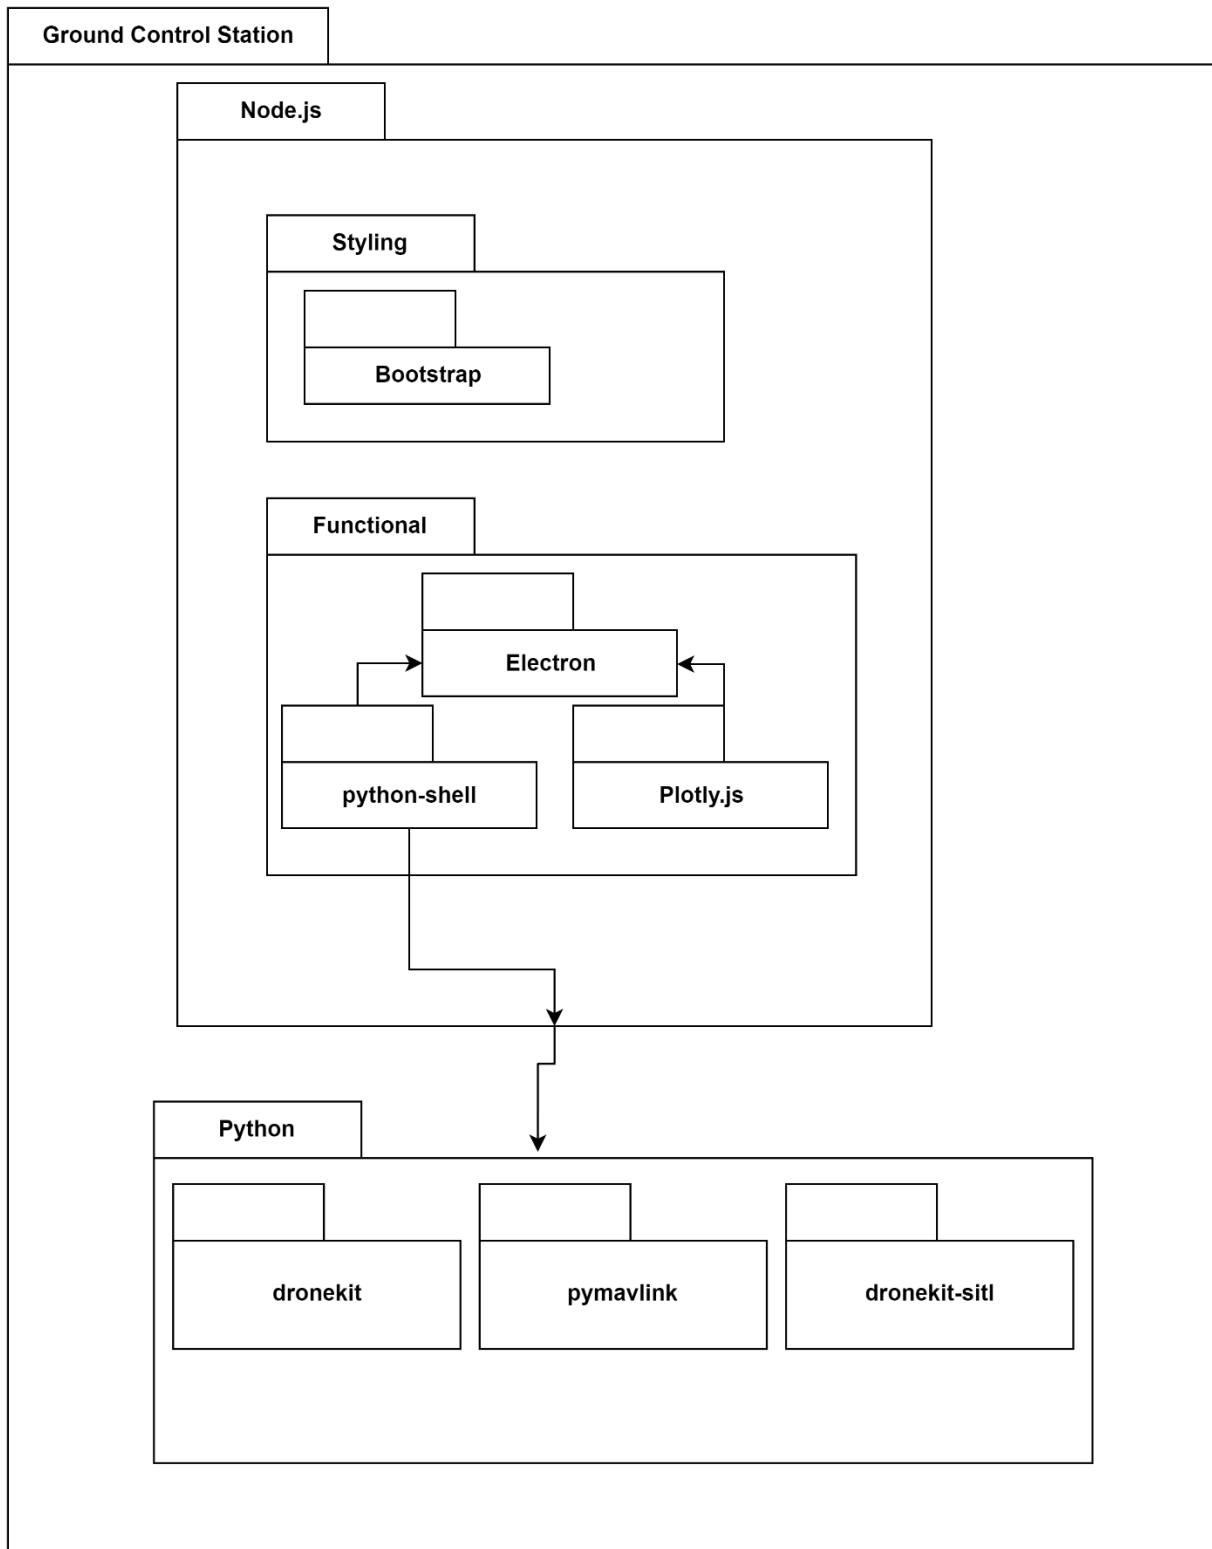 Ground Control Station
Node.js
Styling
Bootstrap
Functional
Electron
python-shell
Plotly.js
Python
dronekit
pymavlink
dronekit-sitl